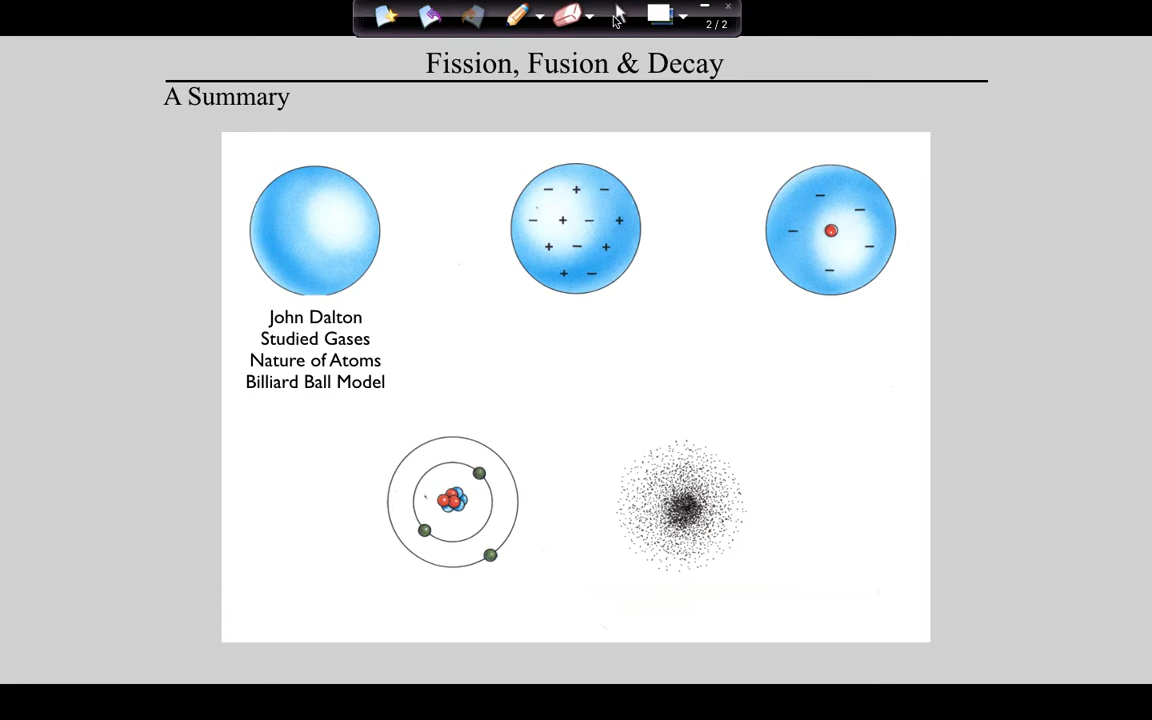 2 / 2
Fission, Fusion & Decay
A Summary
− + −
− + − +
+ − +
+ −
−
−
−
−
−
John Dalton
Studied Gases
Nature of Atoms
Billiard Ball Model